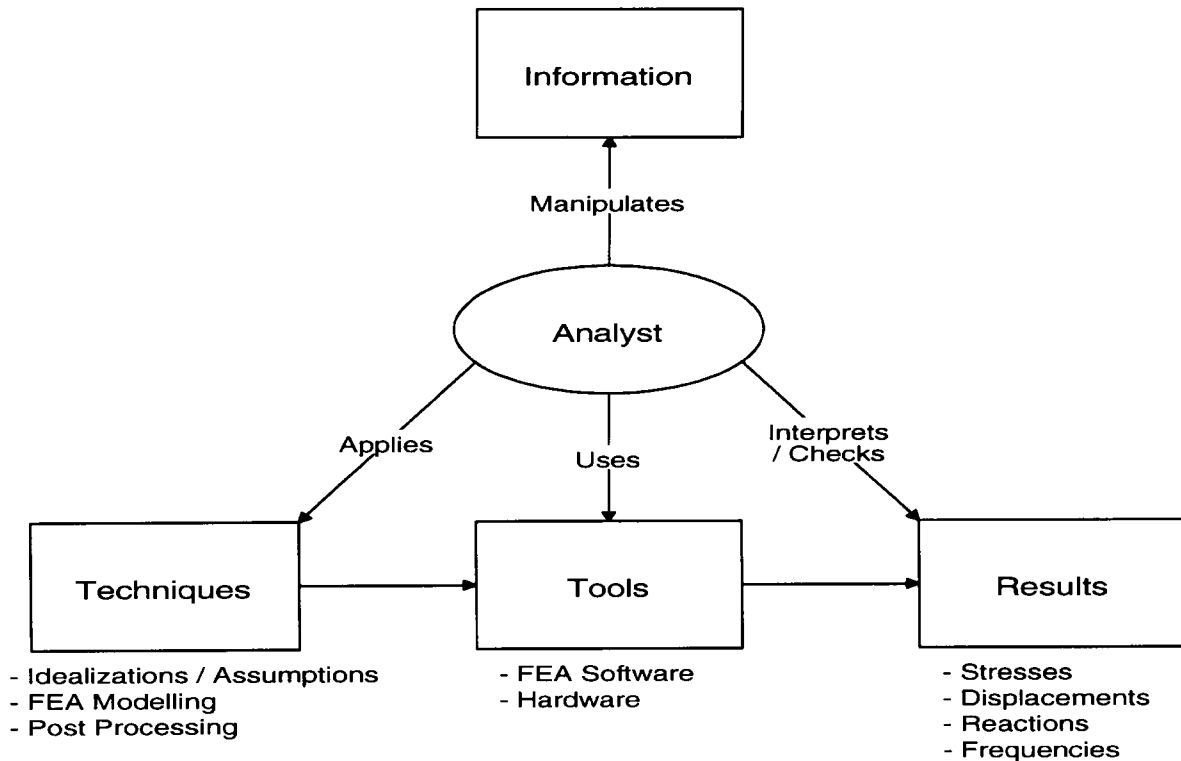 Information
Manipulates
Analyst
Applies
Uses
Interprets
/ Checks
Techniques
Tools
Results
- Idealizations / Assumptions
- FEA Modelling
- Post Processing
- FEA Software
- Hardware
- Stresses
- Displacements
- Reactions
- Frequencies